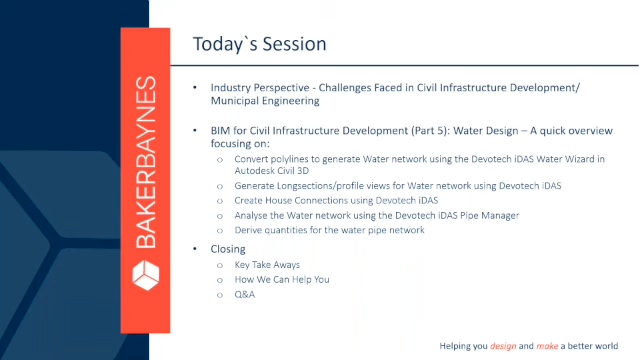 Today`s Session
BAKERBAYNES
• Industry Perspective - Challenges Faced in Civil Infrastructure Development/
Municipal Engineering
• BIM for Civil Infrastructure Development (Part 5): Water Design – A quick overview
focusing on:
o Convert polylines to generate Water network using the Devotech iDAS Water Wizard in
Autodesk Civil 3D
o Generate Longsections/profile views for Water network using Devotech iDAS
o Create House Connections using Devotech iDAS
o Analyse the Water network using the Devotech iDAS Pipe Manager
o Derive quantities for the water pipe network
• Closing
o Key Take Aways
o How We Can Help You
o Q&A
Helping you design and make a better world